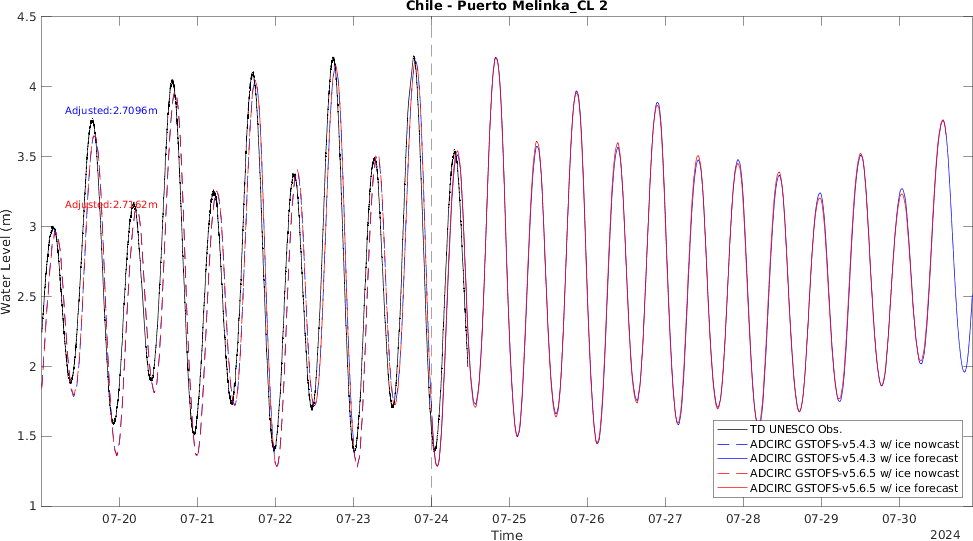 Chile - Puerto Melinka_CL 2
Water Level (m)
4.5
4
3.5
3
2.5
2
1.5
1
Adjusted:2.7096m
Adjusted:2.7162m
TD UNESCO Obs.
ADCIRC GSTOFS-v5.4.3 w/ ice nowcast
ADCIRC GSTOFS-v5.4.3 w/ ice forecast
ADCIRC GSTOFS-v5.6.5 w/ ice nowcast
ADCIRC GSTOFS-v5.6.5 w/ ice forecast
07-20 07-21 07-22 07-23 07-24 07-25 07-26 07-27 07-28 07-29 07-30
Time
2024